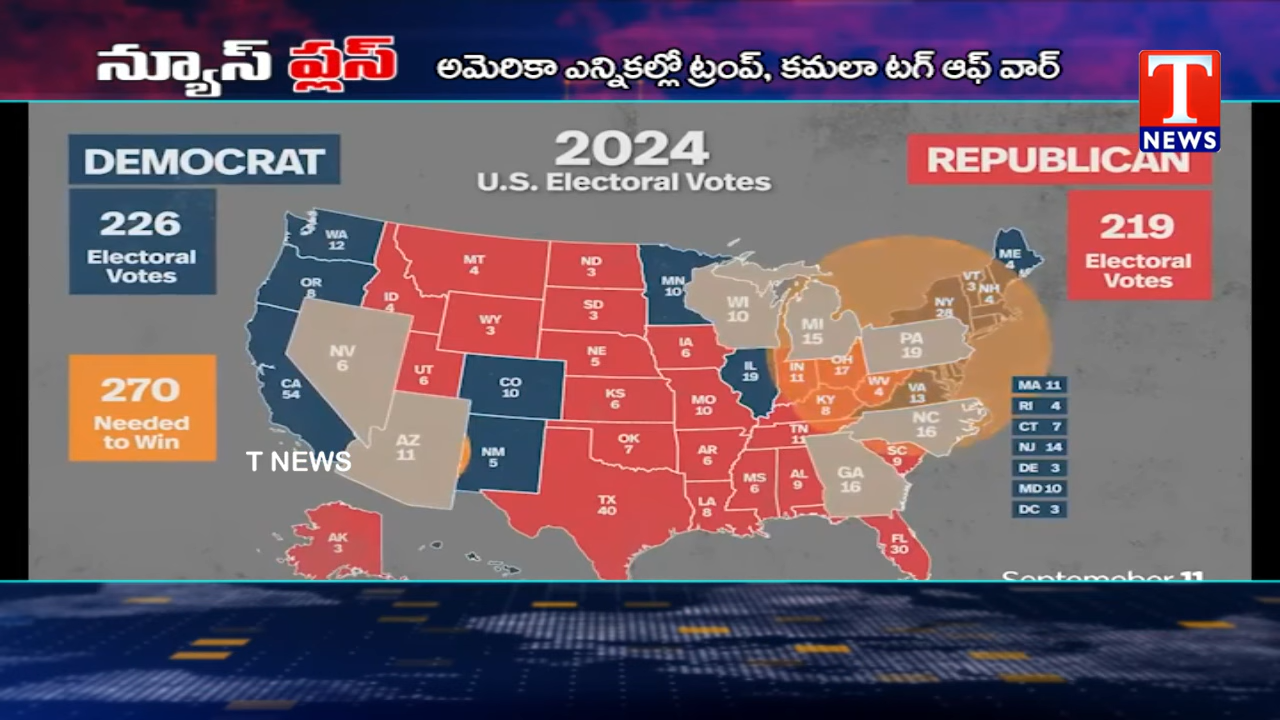 న్యూస్ ప్లస్ అమెరికా ఎన్నికల్లో ట్రంప్, కమలా టగ్ ఆఫ్ వార్
T
NEWS
DEMOCRAT
226
Electoral
Votes
2024
U.S. Electoral Votes
REPUBLICAN
219
Electoral
Votes
270
Needed
to Win
T NEWS
WA
12
OR
8
CA
54
NV
6
ID
4
MT
4
WY
3
UT
6
AZ
11
CO
10
NM
5
ND
3
SD
3
NE
5
KS
6
OK
7
TX
40
MN
10
IA
6
MO
10
AR
6
LA
8
WI
10
IL
19
MI
15
IN
11
OH
17
KY
8
WV
4
TN
11
MS
6
AL
9
GA
16
FL
30
SC
9
NC
16
VA
13
PA
19
NY
28
VT
3
NH
4
ME
4
AK
3
MA 11
RI 4
CT 7
NJ 14
DE 3
MD 10
DC 3
Septemeber 11